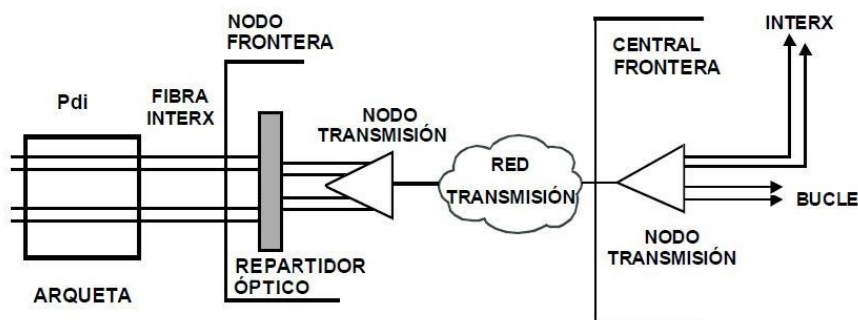 NODO
FRONTERA
INTERX
CENTRAL
FRONTERA
Pdi
FIBRA
INTERX
NODO
TRANSMISIÓN
RED
TRANSMISIÓN
BUCLE
NODO
TRANSMISIÓN
REPARTIDOR
ÓPTICO
ARQUETA